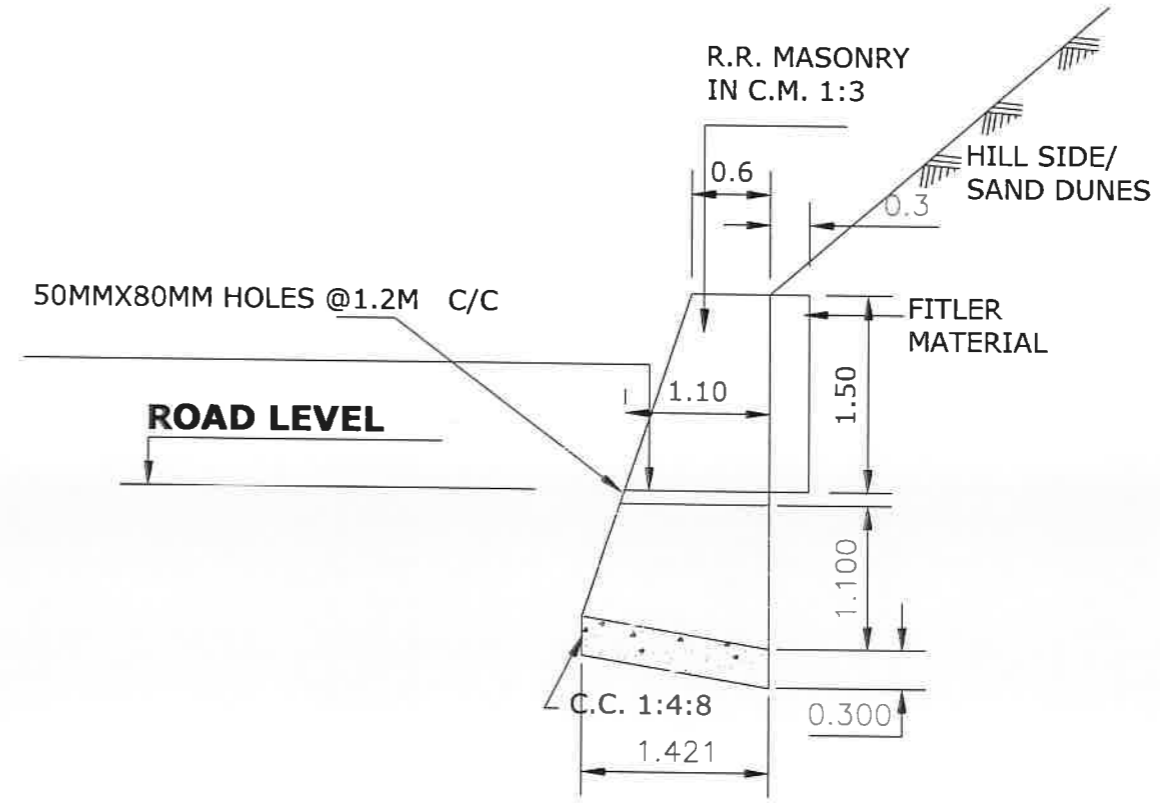 R.R. MASONRY
IN C.M. 1:3
HILL SIDE/
SAND DUNES
0.6
0.3
50MMX80MM HOLES @1.2M C/C
FITLER
MATERIAL
1.10
1.50
ROAD LEVEL
1.100
C.C. 1:4:8
0.300
1.421